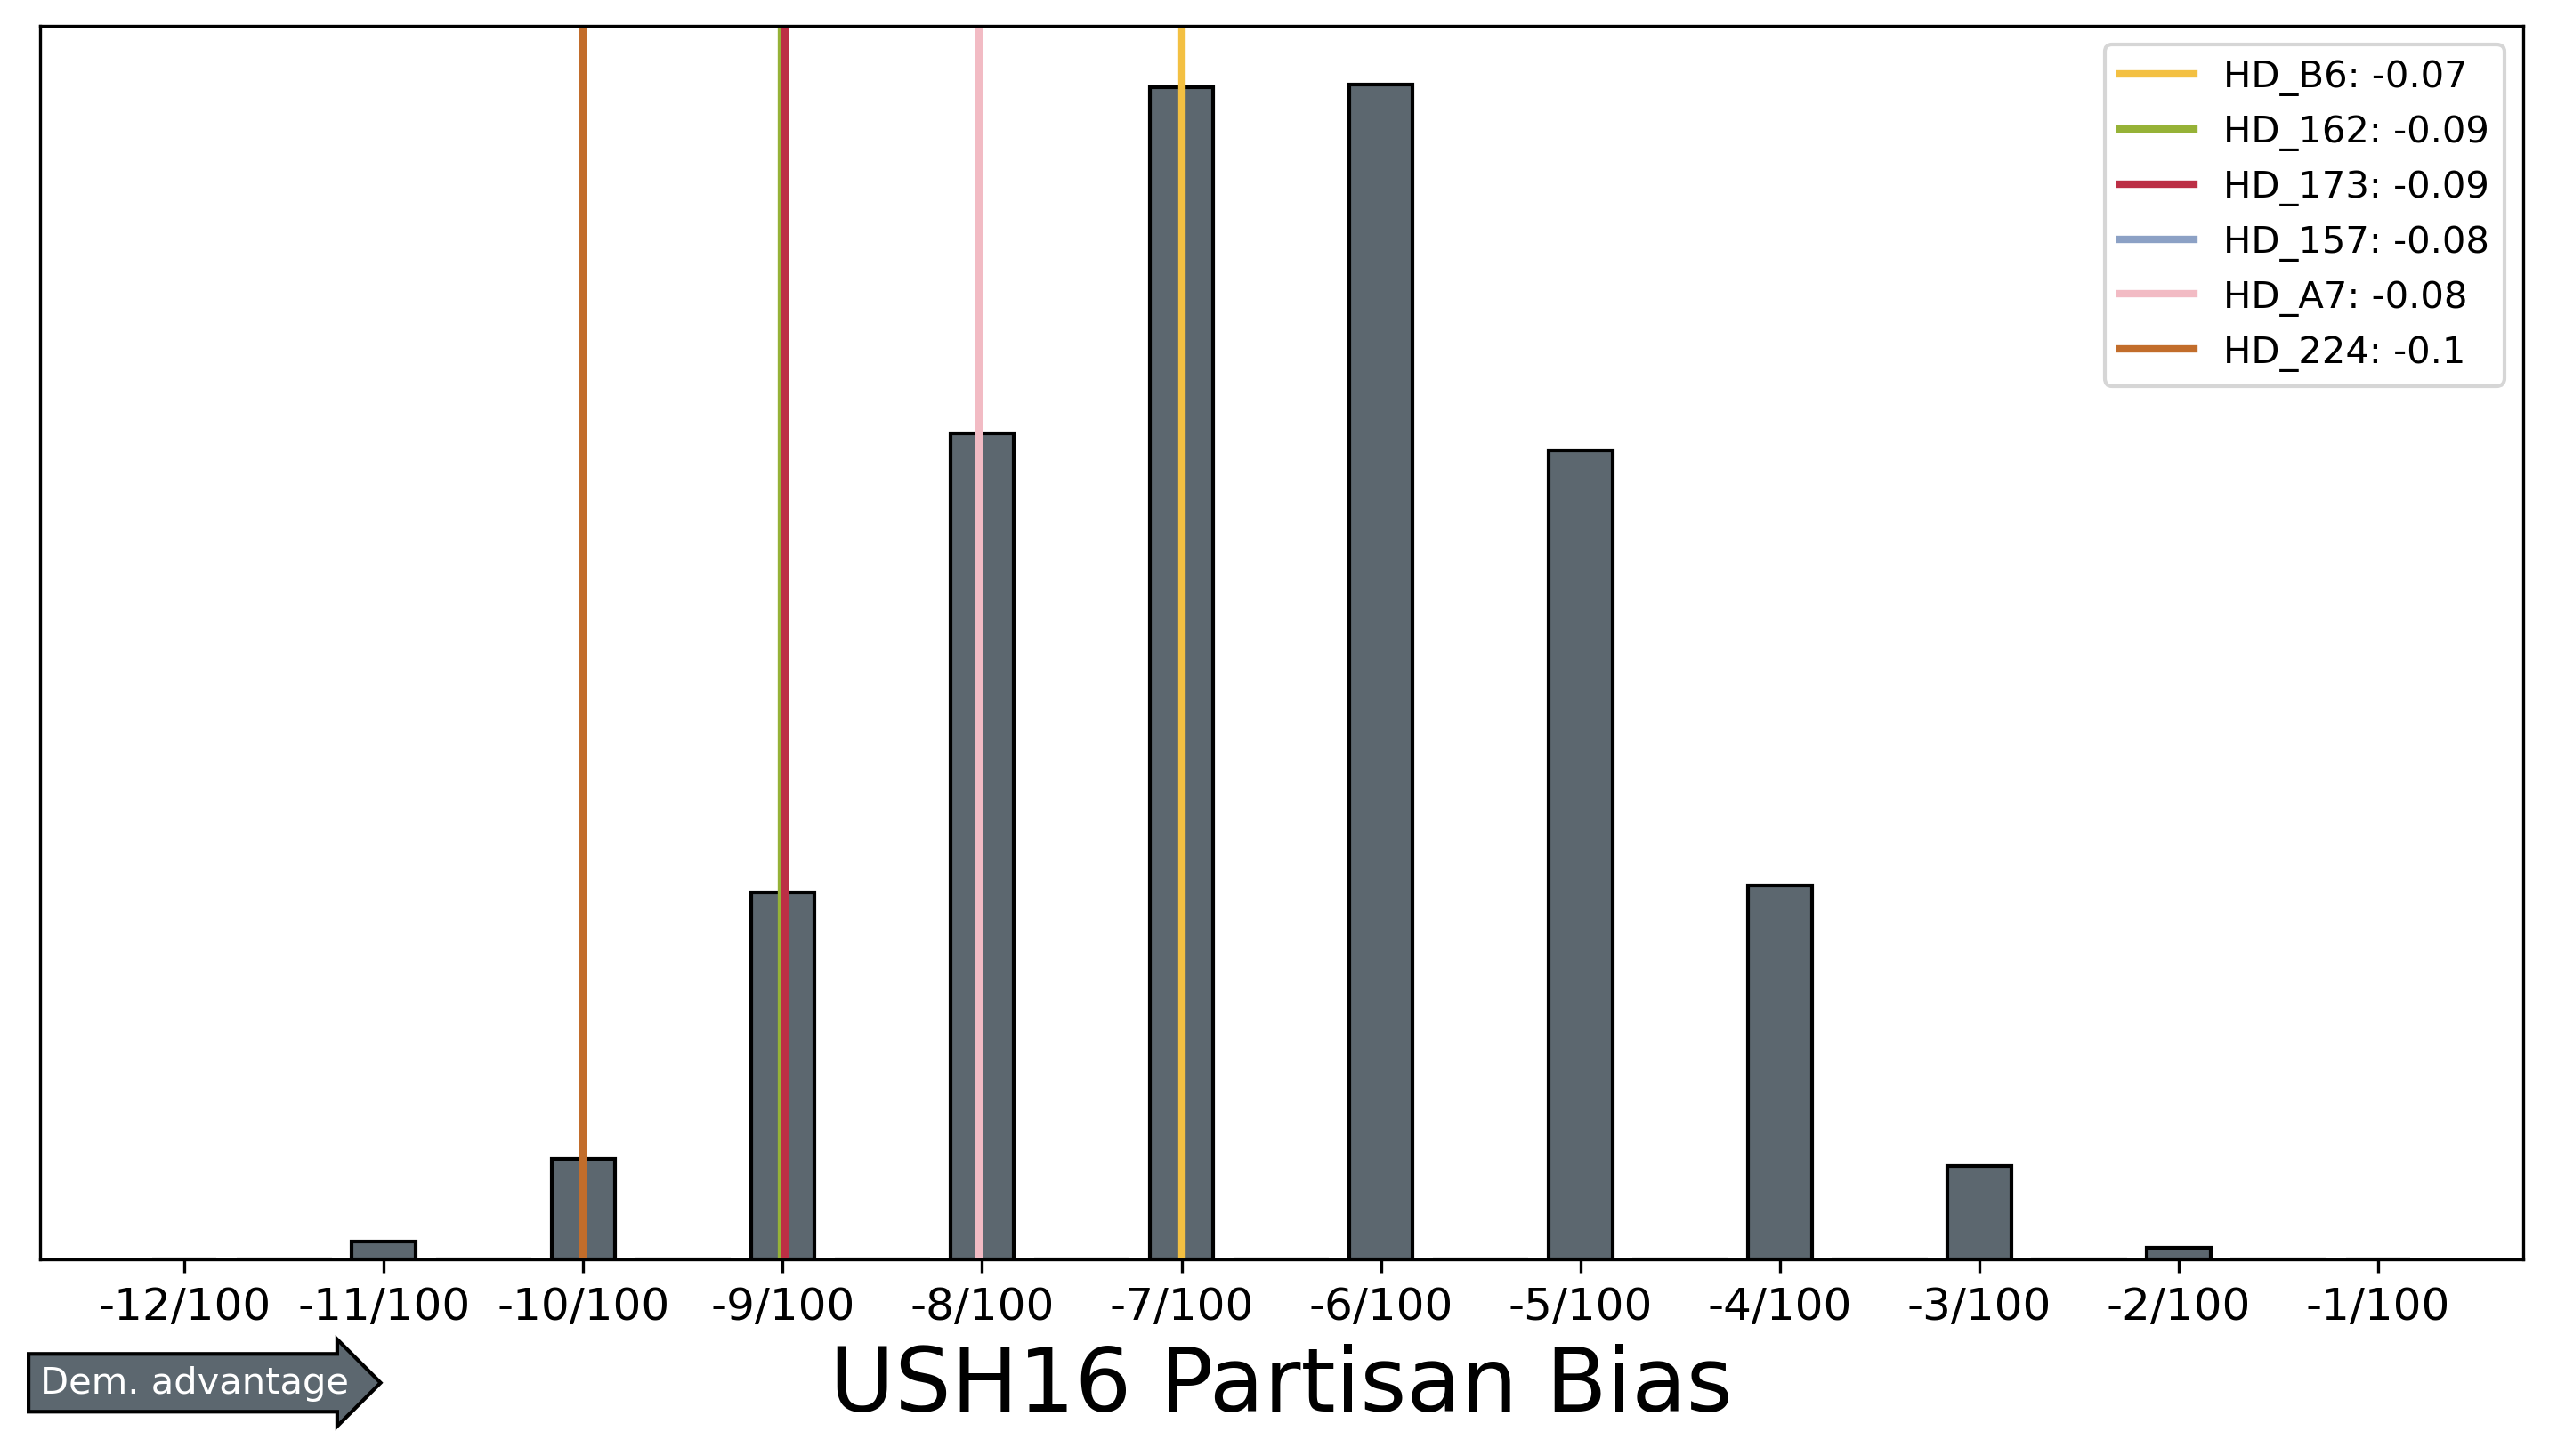 HD_B6: -0.07
HD_162: -0.09
HD_173: -0.09
HD_157: -0.08
HD_A7: -0.08
HD_224: -0.1
-12/100 -11/100 -10/100 -9/100 -8/100 -7/100 -6/100 -5/100 -4/100 -3/100 -2/100 -1/100
Dem. advantage
USH16 Partisan Bias